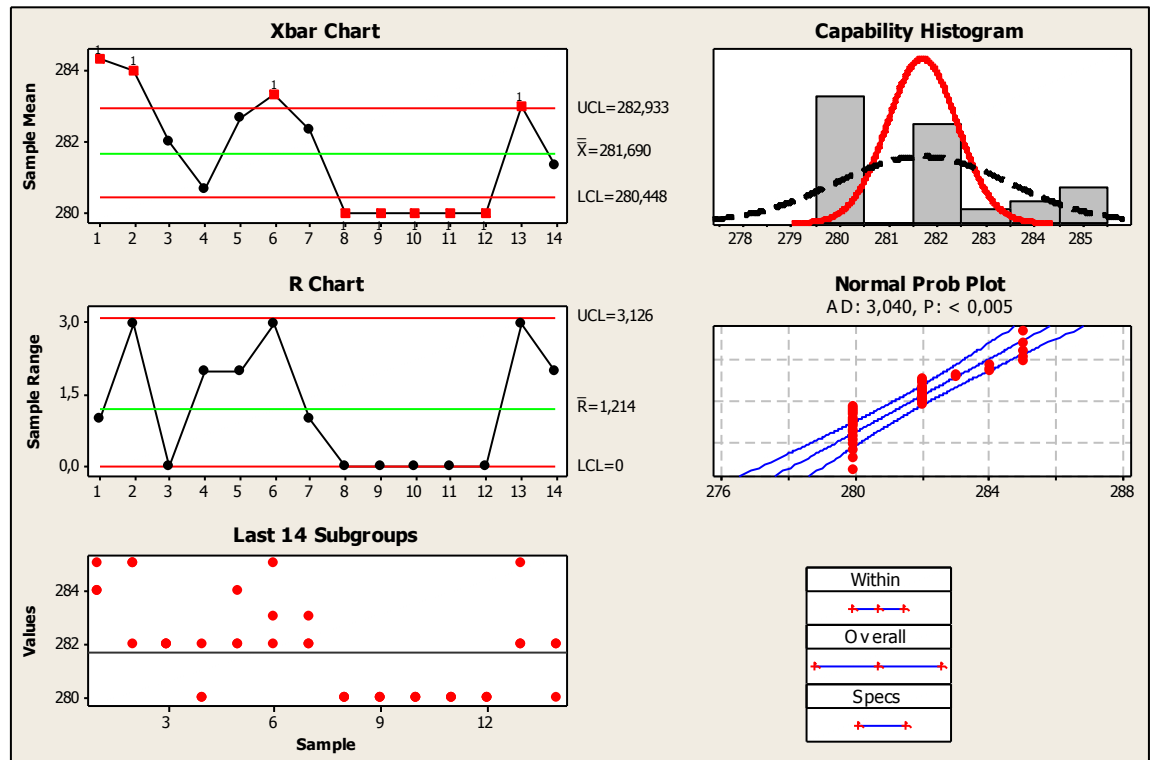 Xbar Chart
Sample Mean
284
282
280
1
1
1
1
1
1
1
1
1
1 2 3 4 5 6 7 8 9 10 11 12 13 14
UCL=282,933
X=281,690
LCL=280,448
Capability Histogram
278 279 280 281 282 283 284 285
R Chart
Sample Range
3,0
1,5
0,0
1 2 3 4 5 6 7 8 9 10 11 12 13 14
UCL=3,126
R=1,214
LCL=0
Normal Prob Plot
AD: 3,040, P: < 0,005
276 280 284 288
Last 14 Subgroups
Values
284
282
280
3 6 9 12
Sample
Within
Overall
Specs